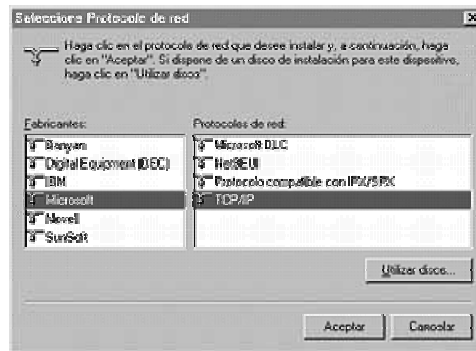 Seleccione Protocolo de red
Haga clic en el protocolo de red que desee instalar y, a continuación, haga
clic en "Aceptar". Si dispone de un disco de instalación para este dispositivo,
haga clic en "Utilizar disco".
Fabricantes:
Banyan
Digital Equipment (DEC)
IBM
Microsoft
Novell
SunSoft
Protocolos de red:
Microsoft DLC
NetBEUI
Protocolo compatible con IPX/SPX
TCP/IP
Utilizar disco...
Aceptar
Cancelar